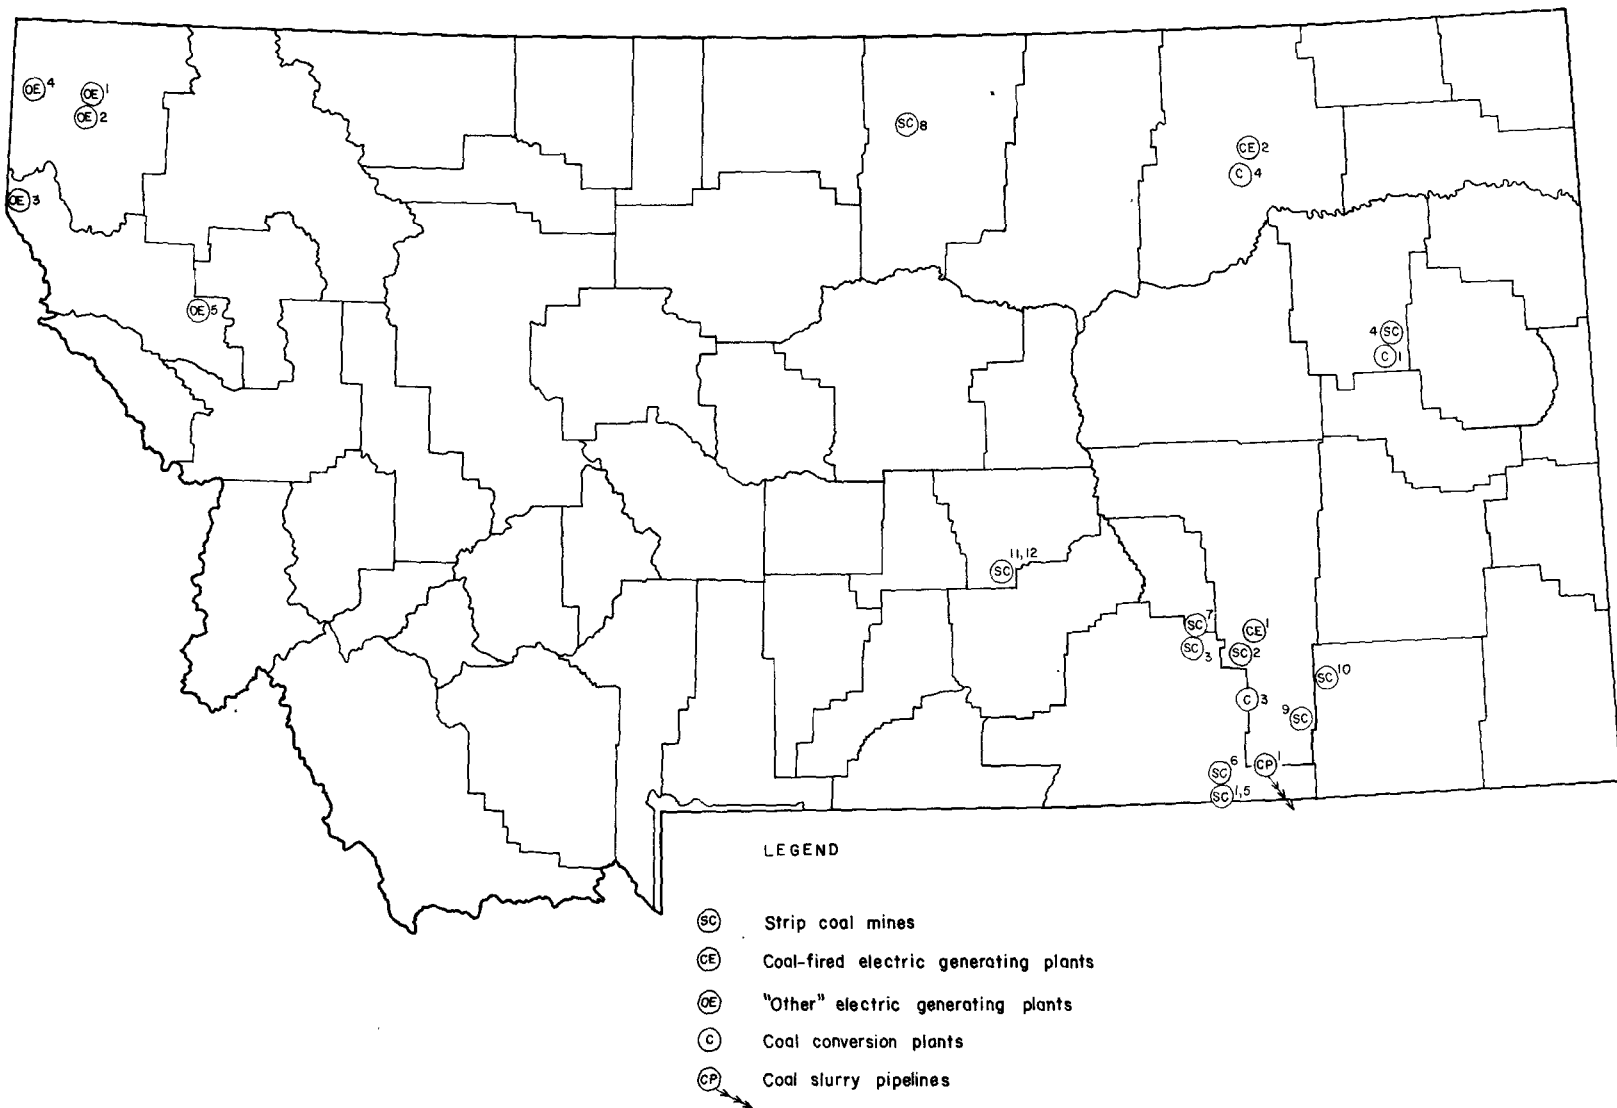 OE 4
OE 1
OE 2
SC 8
CE 2
C 4
OE 3
OE 5
4 SC
C 1
11,12
SC
SC 7
CE 1
SC 3
SC 2
SC 10
C 3
9 SC
SC 6
CP 1
SC 1,5
LEGEND
SC Strip coal mines
CE Coal-fired electric generating plants
OE "Other" electric generating plants
C Coal conversion plants
CP Coal slurry pipelines